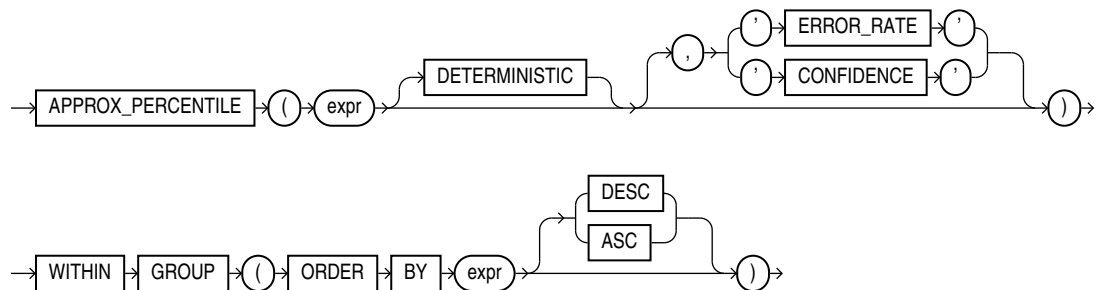 ' ERROR_RATE '
DETERMINISTIC , ' CONFIDENCE '
APPROX_PERCENTILE ( expr )
DESC
ASC
WITHIN GROUP ( ORDER BY expr )